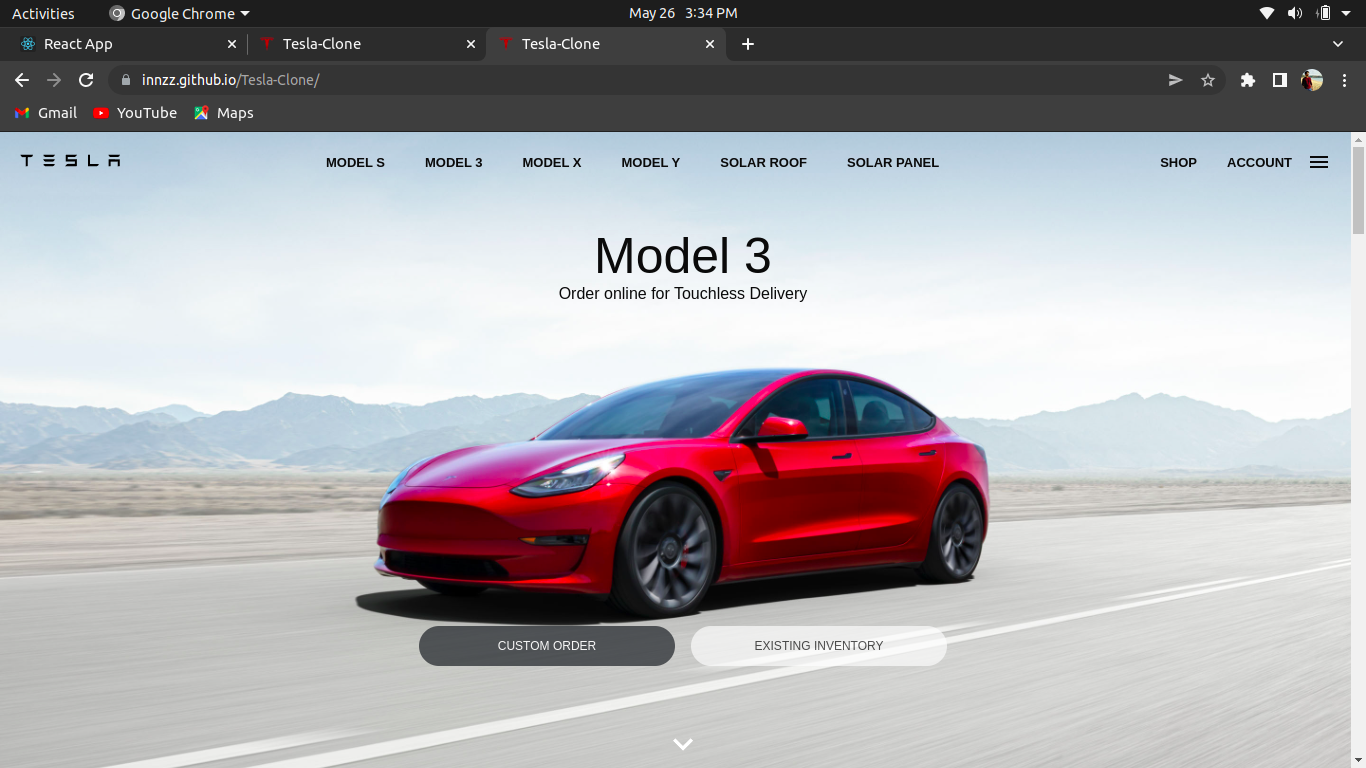 Activities Google Chrome May 26 3:34 PM
React App Tesla-Clone Tesla-Clone
innzz.github.io/Tesla-Clone/
Gmail YouTube Maps
TESLA MODEL S MODEL 3 MODEL X MODEL Y SOLAR ROOF SOLAR PANEL SHOP ACCOUNT
Model 3
Order online for Touchless Delivery
CUSTOM ORDER EXISTING INVENTORY